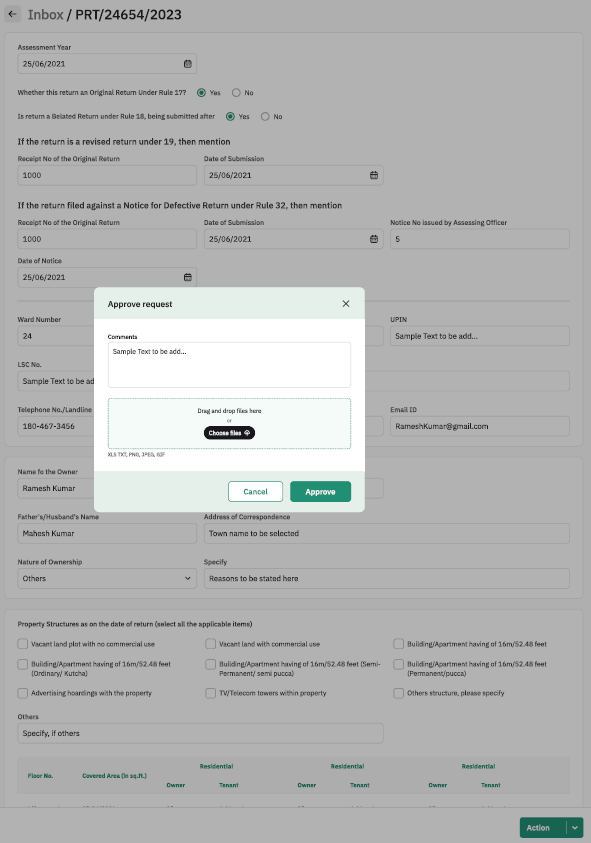 Inbox / PRT/24654/2023
Assessment Year
25/06/2021
Whether this return an Original Return Under Rule 17? Yes No
Is return a Belated Return under Rule 18, being submitted after Yes No
If the return is a revised return under 19, then mention
Receipt No of the Original Return Date of Submission
1000 25/06/2021
If the return filed against a Notice for Defective Return under Rule 32, then mention
Receipt No of the Original Return Date of Submission Notice No issued by Assessing Officer
1000 25/06/2021 5
Date of Notice
25/06/2021
Approve request
Comments
Sample Text to be add...
Drag and drop files here
or
Choose files
XLS TXT, PNG, JPEG, GIF
Cancel Approve
Ward Number UPIN
24 Sample Text to be add...
LSC No.
Sample Text to be ad
Telephone No./Landline Email ID
180-467-3456 RameshKumar@gmail.com
Name fo the Owner
Ramesh Kumar
Father's/Husband's Name Address of Correspondence
Mahesh Kumar Town name to be selected
Nature of Ownership Specify
Others Reasons to be stated here
Property Structures as on the date of return (select all the applicable items)
Vacant land plot with no commercial use Vacant land with commercial use Building/Apartment having of 16m/52.48 feet
Building/Apartment having of 16m/52.48 feet Building/Apartment having of 16m/52.48 feet (Semi- Building/Apartment having of 16m/52.48 feet
(Ordinary/ Kutcha) Permanent/ semi pucca) (Permanent/pucca)
Advertising hoardings with the property TV/Telecom towers within property Others structure, please specify
Others
Specify, if others
Residential Residential Residential
Floor No. Covered Area (In sq.ft.)
Owner Tenant Owner Tenant Owner Tenant
Action